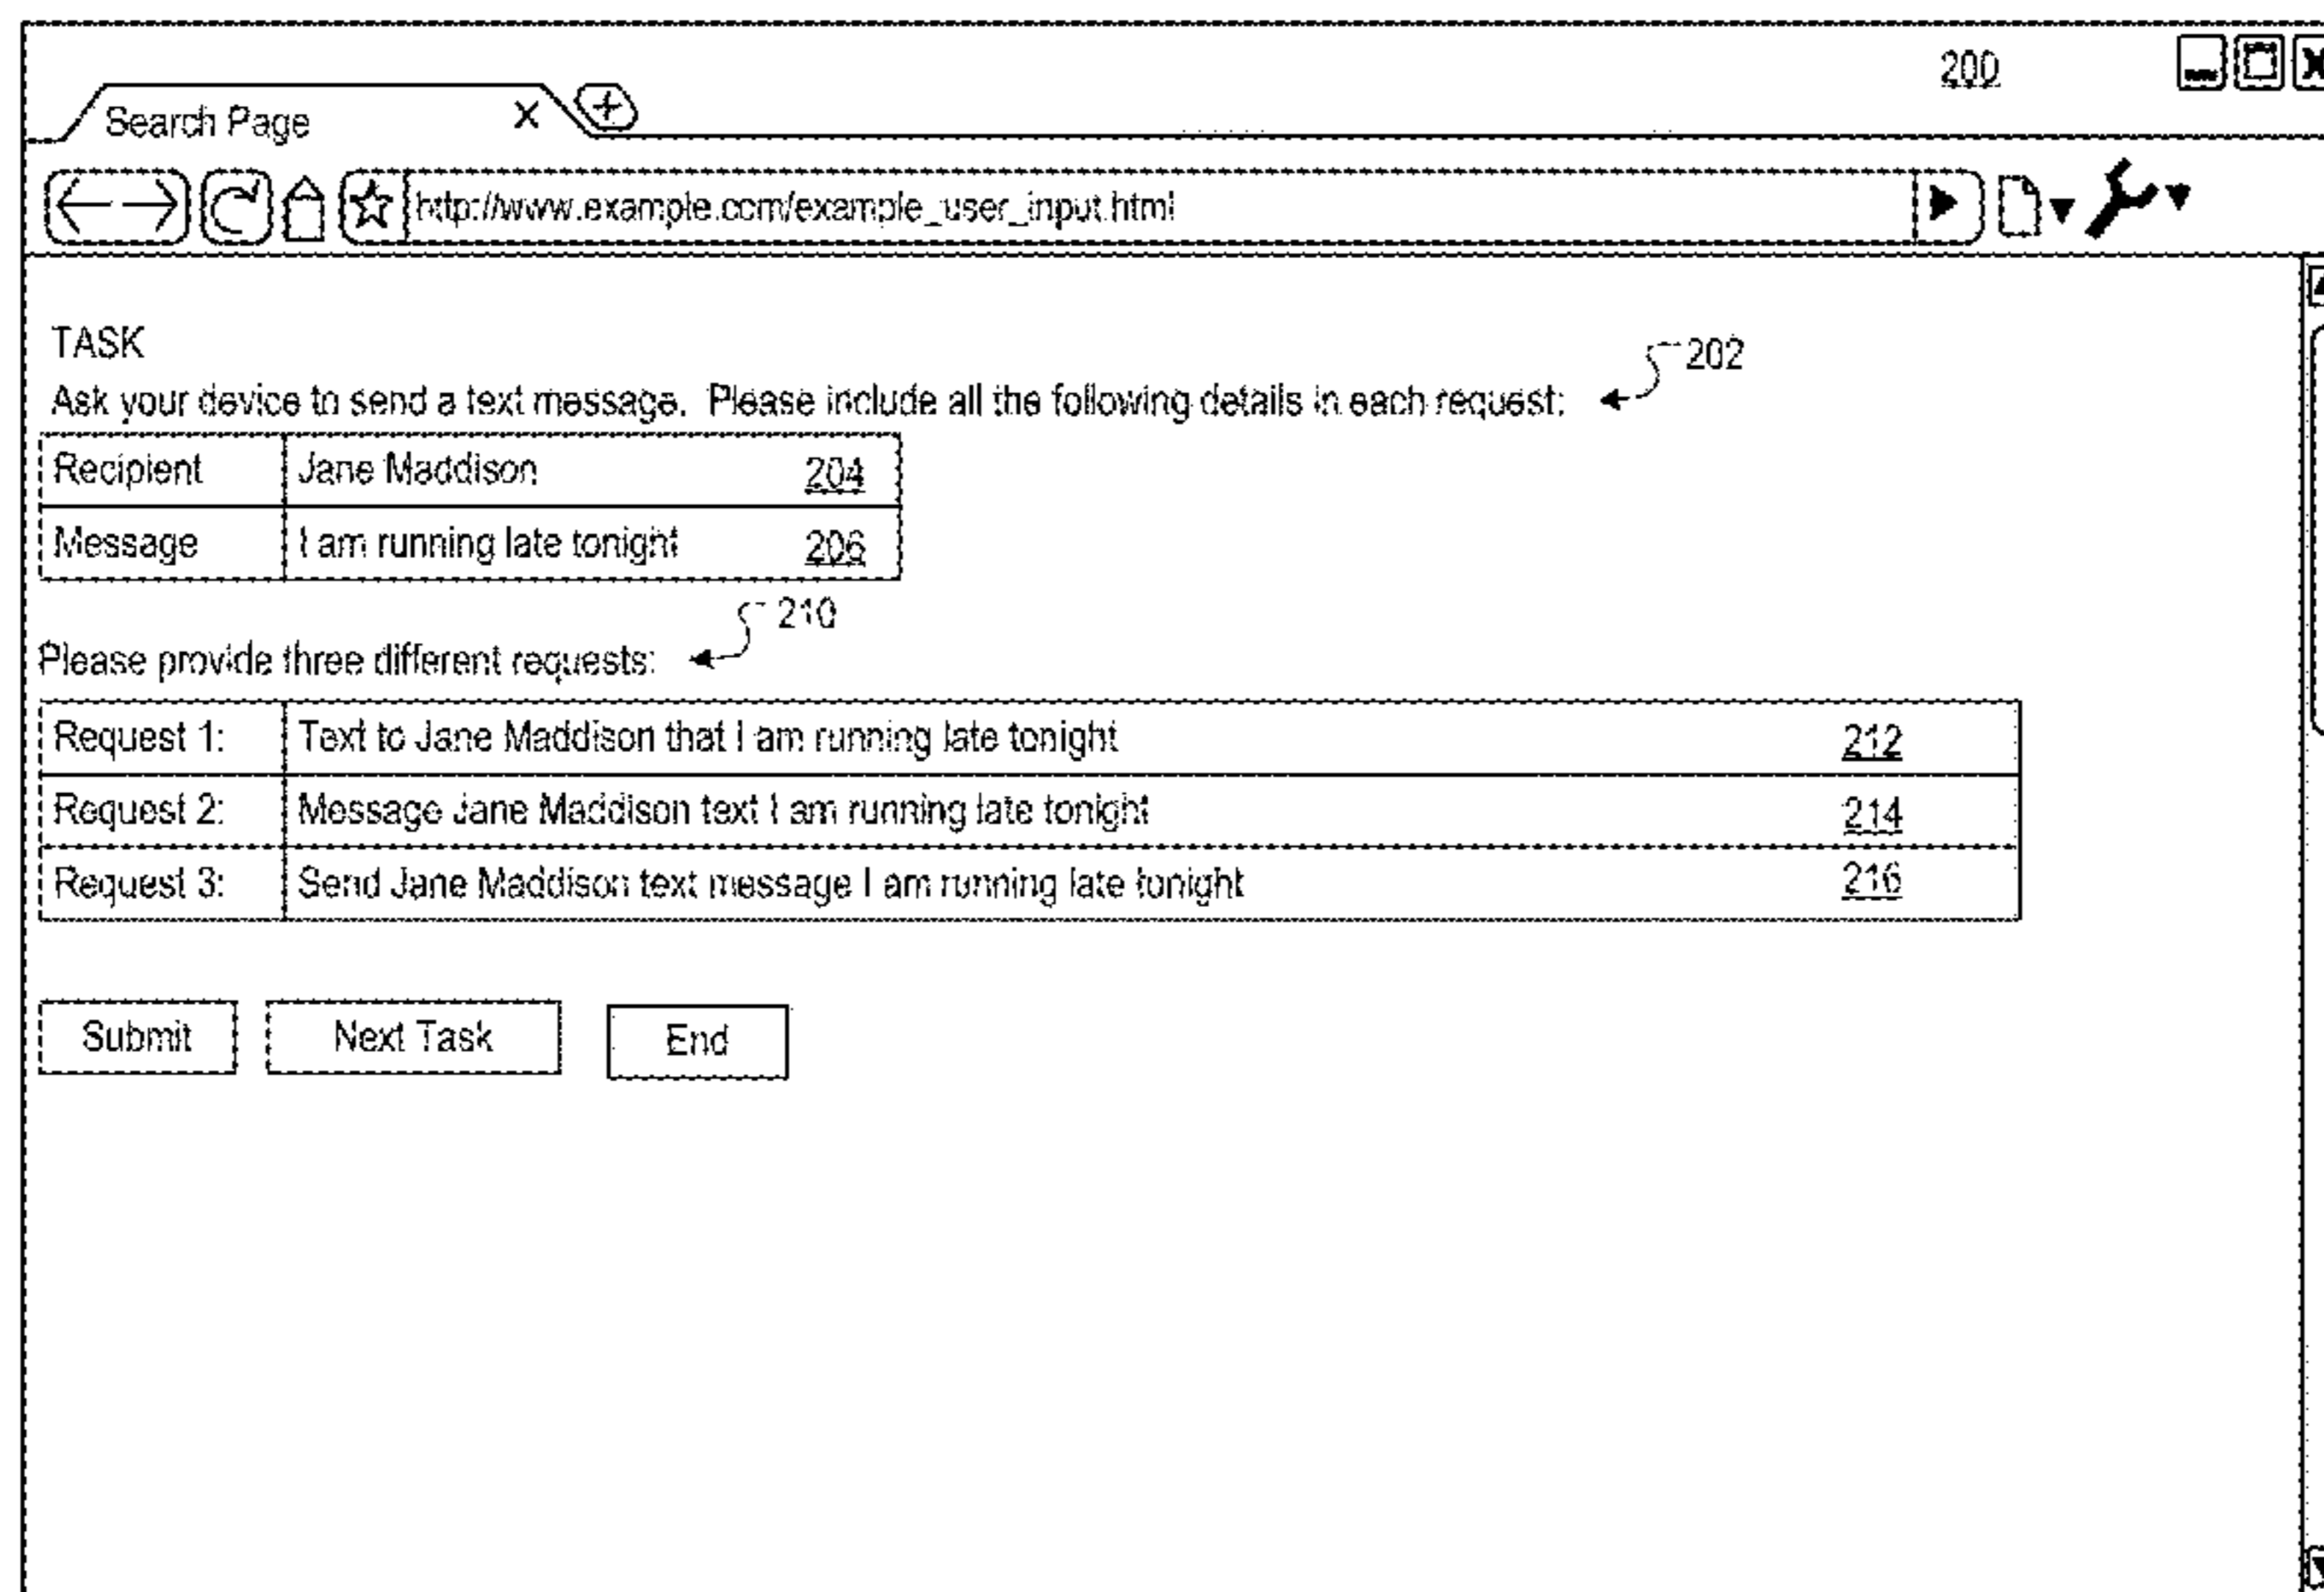 200
Search Page X
http://www.example.com/example_user_input.html
TASK
202
Ask your device to send a text message. Please include all the following details in each request:
Recipient Jane Maddison 204
Message I am running late tonight 206
210
Please provide three different requests:
Request 1: Text to Jane Maddison that I am running late tonight 212
Request 2: Message Jane Maddison text I am running late tonight 214
Request 3: Send Jane Maddison text message I am running late tonight 216
Submit Next Task End